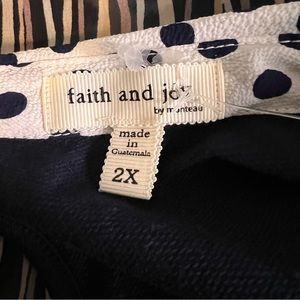 faith and joy
by monteau
made
in
Guatemala
2X